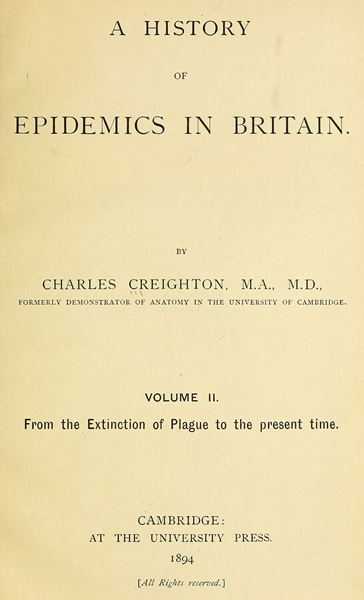 A HISTORY
OF
EPIDEMICS IN BRITAIN.
BY
CHARLES CREIGHTON, M.A., M.D.,
FORMERLY DEMONSTRATOR OF ANATOMY IN THE UNIVERSITY OF CAMBRIDGE.
VOLUME II.
From the Extinction of Plague to the present time.
CAMBRIDGE:
AT THE UNIVERSITY PRESS.
1894
[All Rights reserved.]